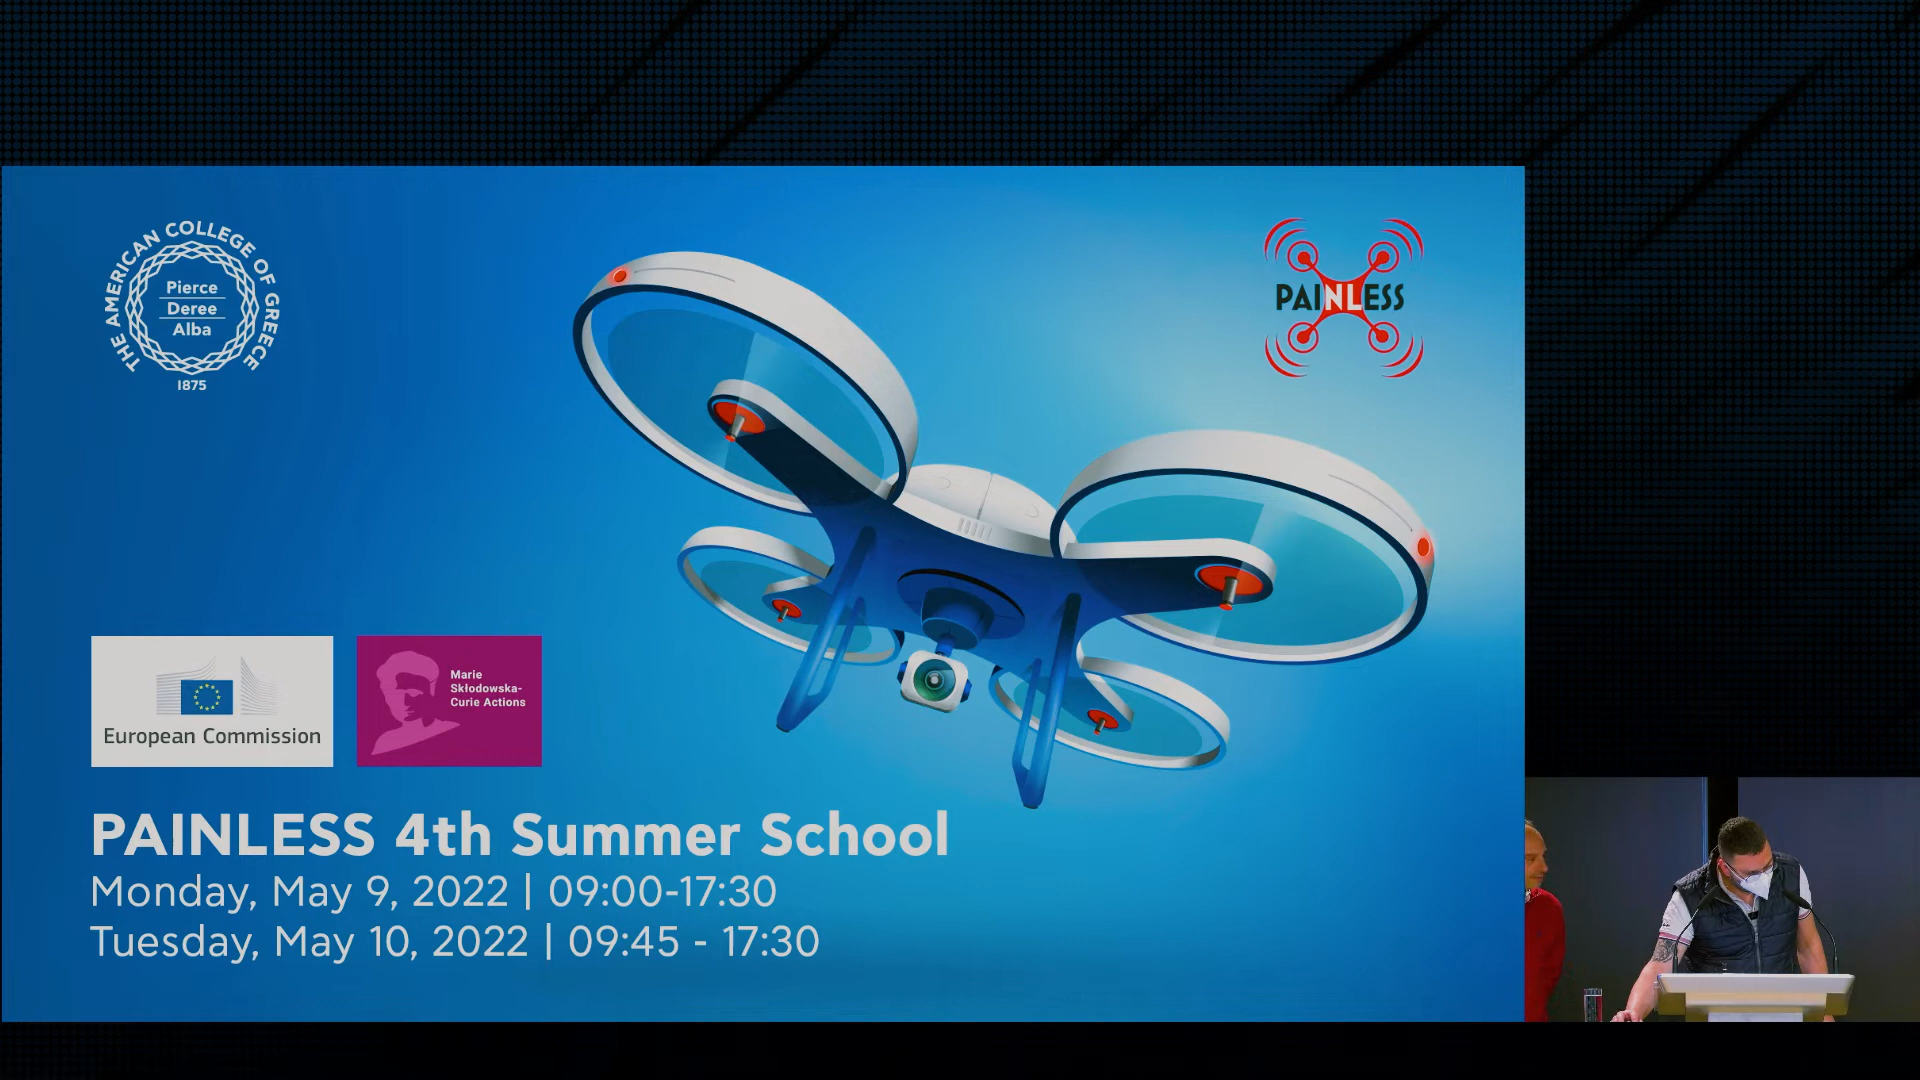 THE AMERICAN COLLEGE OF GREECE
Pierce
Deree
Alba
1875
PAINLESS
European Commission
Marie
Skłodowska-
Curie Actions
PAINLESS 4th Summer School
Monday, May 9, 2022 | 09:00-17:30
Tuesday, May 10, 2022 | 09:45 - 17:30